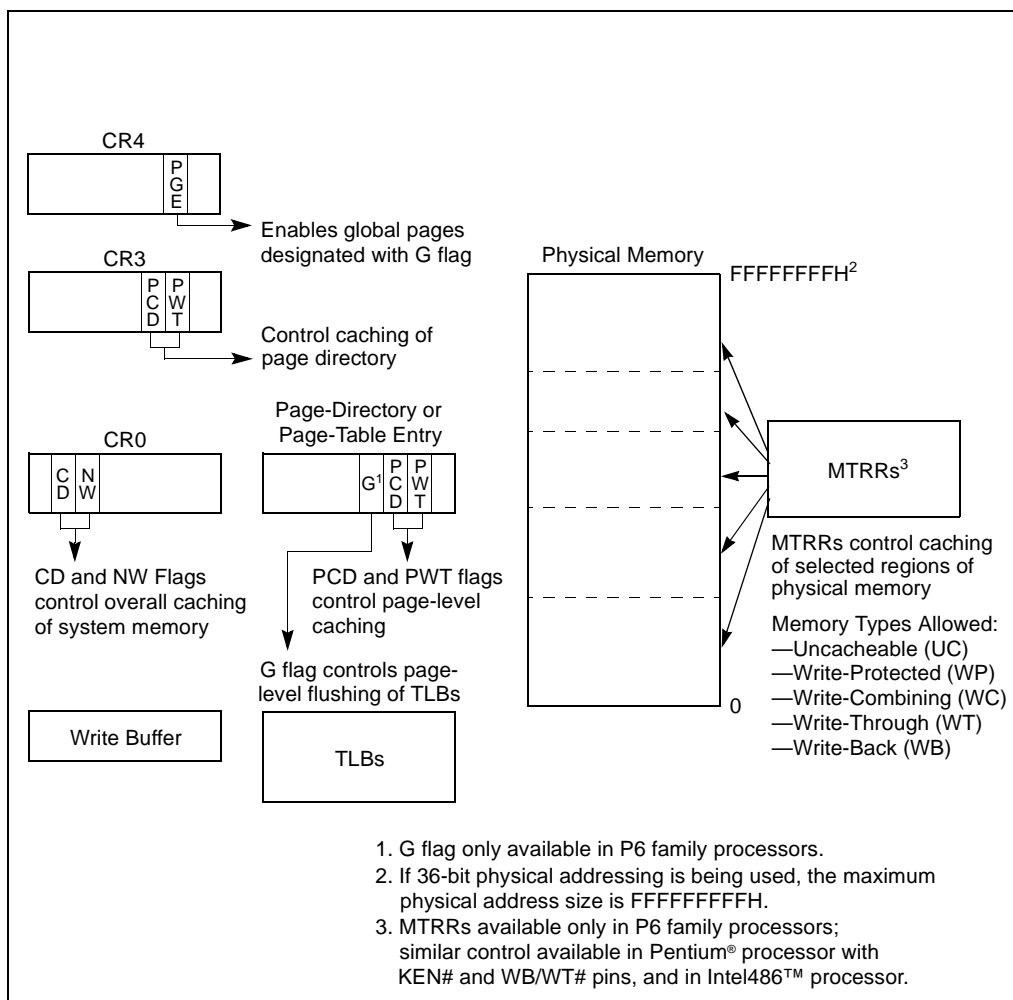 CR4
P
G
E
Enables global pages
designated with G flag
CR3
P
C
D
P
W
T
Control caching of
page directory
CR0
C
D
N
W
CD and NW Flags
control overall caching
of system memory
Page-Directory or
Page-Table Entry
G¹
P
C
D
P
W
T
PCD and PWT flags
control page-level
caching
G flag controls page-
level flushing of TLBs
Write Buffer
TLBs
Physical Memory
FFFFFFFFH²
0
MTRRs³
MTRRs control caching
of selected regions of
physical memory
Memory Types Allowed:
—Uncacheable (UC)
—Write-Protected (WP)
—Write-Combining (WC)
—Write-Through (WT)
—Write-Back (WB)
1. G flag only available in P6 family processors.
2. If 36-bit physical addressing is being used, the maximum
physical address size is FFFFFFFFFH.
3. MTRRs available only in P6 family processors;
similar control available in Pentium® processor with
KEN# and WB/WT# pins, and in Intel486™ processor.